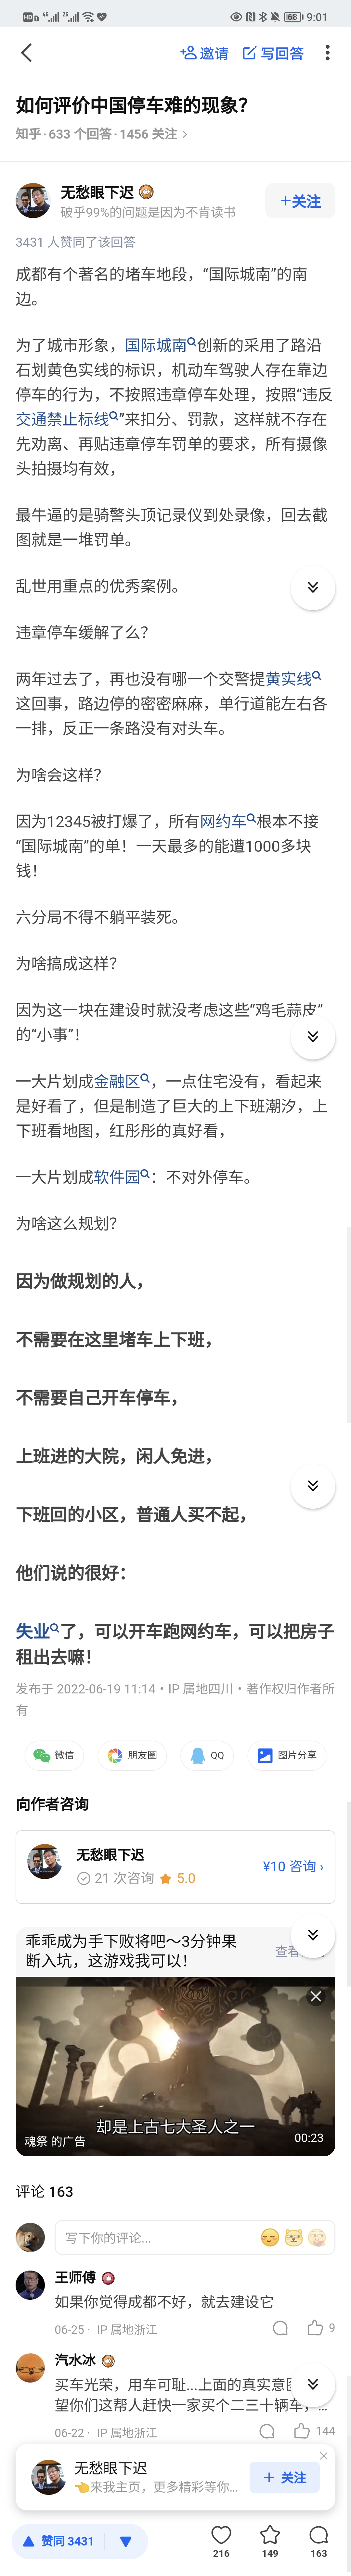 HD 4G 2G 68 9:01
邀请 写回答
如何评价中国停车难的现象?
知乎·633 个回答·1456 关注 >
无愁眼下迟
破乎99%的问题是因为不肯读书
+关注
3431 人赞同了该回答
成都有个著名的堵车地段，“国际城南”的南
边。
为了城市形象，国际城南创新的采用了路沿
石划黄色实线的标识，机动车驾驶人存在靠边
停车的行为，不按照违章停车处理，按照“违反
交通禁止标线”来扣分、罚款，这样就不存在
先劝离、再贴违章停车罚单的要求，所有摄像
头拍摄均有效，
最牛逼的是骑警头顶记录仪到处录像，回去截
图就是一堆罚单。
乱世用重点的优秀案例。
违章停车缓解了么?
两年过去了，再也没有哪一个交警提黄实线
这回事，路边停的密密麻麻，单行道能左右各
一排，反正一条路没有对头车。
为啥会这样?
因为12345被打爆了，所有网约车根本不接
“国际城南”的单！一天最多的能遭1000多块
钱！
六分局不得不躺平装死。
为啥搞成这样?
因为这一块在建设时就没考虑这些“鸡毛蒜皮”
的“小事”！
一大片划成金融区，一点住宅没有，看起来
是好看了，但是制造了巨大的上下班潮汐，上
下班看地图，红彤彤的真好看，
一大片划成软件园：不对外停车。
为啥这么规划?
因为做规划的人，
不需要在这里堵车上下班，
不需要自己开车停车，
上班进的大院，闲人免进，
下班回的小区，普通人买不起，
他们说的很好：
失业了，可以开车跑网约车，可以把房子
租出去嘛！
发布于 2022-06-19 11:14・IP 属地四川・著作权归作者所
有
微信 朋友圈 QQ 图片分享
向作者咨询
无愁眼下迟
21 次咨询 5.0
¥10 咨询 ›
乖乖成为手下败将吧～3分钟果
断入坑，这游戏我可以！
查看
却是上古七大圣人之一
魂祭 的广告 00:23
评论 163
写下你的评论...
王师傅
如果你觉得成都不好，就去建设它
06-25 · IP 属地浙江 9
汽水冰
买车光荣，用车可耻...上面的真实意
望你们这帮人赶快一家买个二三十辆车，...
06-22 · IP 属地浙江 144
无愁眼下迟
👈来我主页，更多精彩等你...
+ 关注
赞同 3431 216 149 163